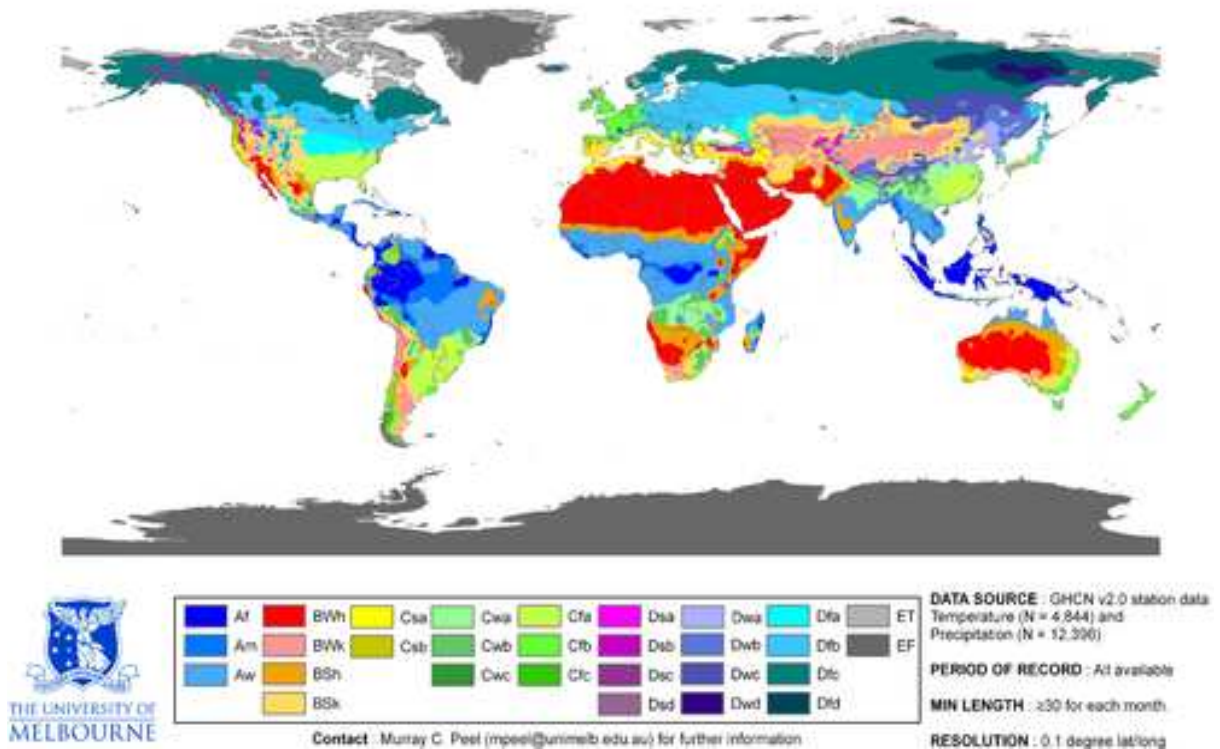 Af BWh Csa Cwa Cfa Dsa Dwa Dfa ET
Am BWk Csb Cwb Cfb Dsb Dwb Dfb EF
Aw BSh Cwc Cfc Dsc Dwc Dfc
BSk Dsd Dwd Dfd
THE UNIVERSITY OF
MELBOURNE
Contact : Murray C. Peel (mpeel@unimelb.edu.au) for further information
DATA SOURCE : GHCN v2.0 station data
Temperature (N = 4,844) and
Precipitation (N = 12,396)
PERIOD OF RECORD : All available
MIN LENGTH : ≥30 for each month.
RESOLUTION : 0.1 degree lat/long